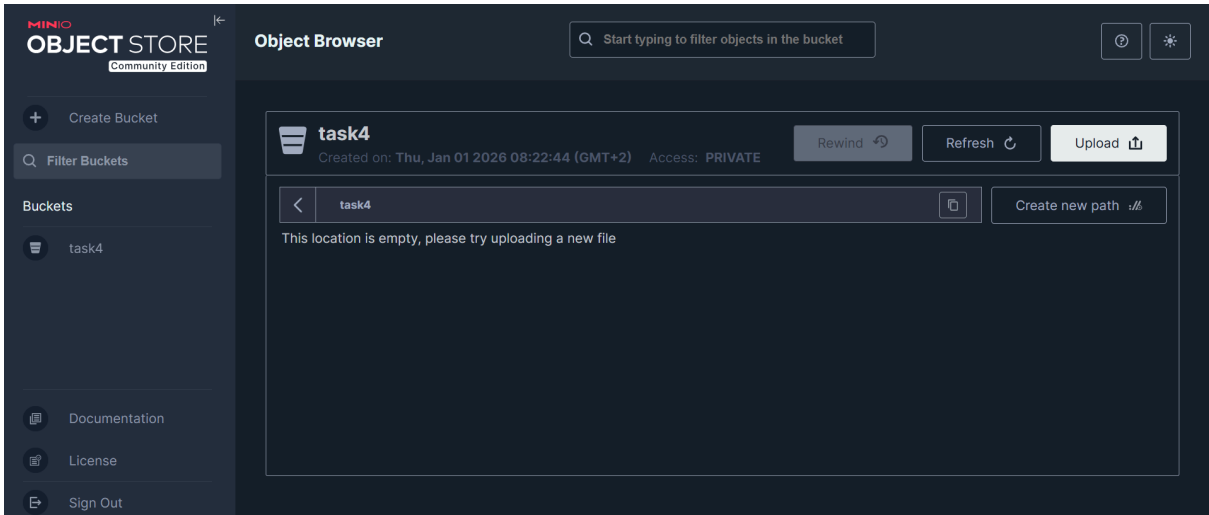 MINIO
OBJECT STORE
Community Edition
Create Bucket
Filter Buckets
Buckets
task4
Documentation
License
Sign Out
Object Browser
Start typing to filter objects in the bucket
task4
Created on: Thu, Jan 01 2026 08:22:44 (GMT+2) Access: PRIVATE
Rewind
Refresh
Upload
task4
Create new path
This location is empty, please try uploading a new file